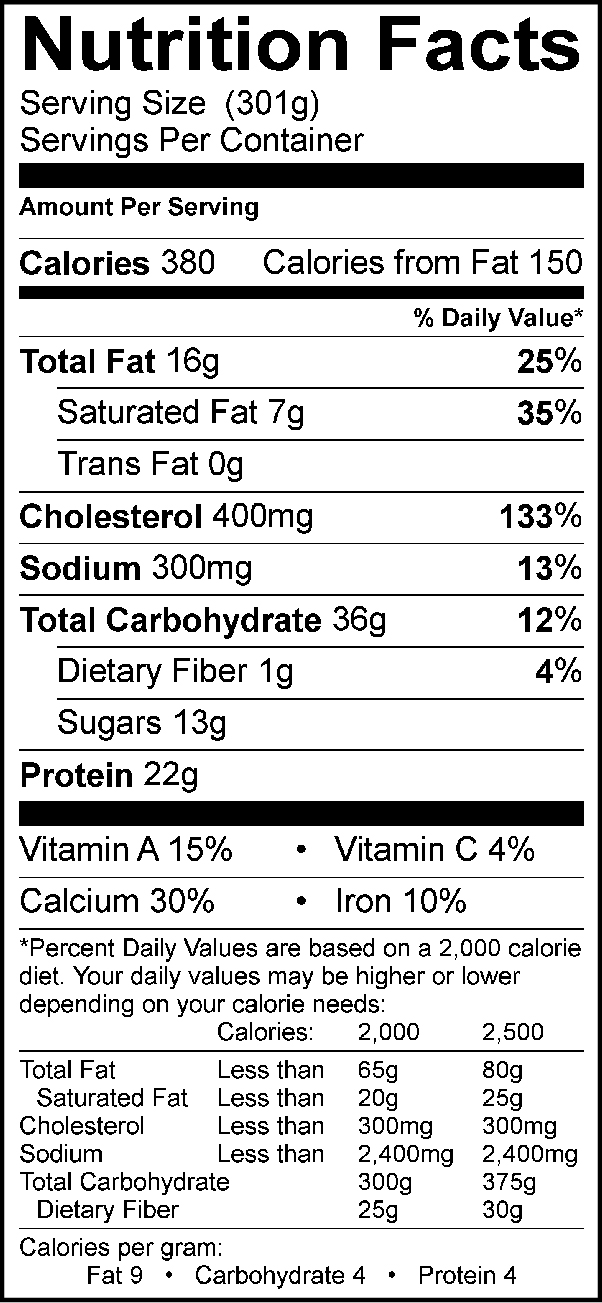 Nutrition Facts
Serving Size (301g)
Servings Per Container
Amount Per Serving
Calories 380 Calories from Fat 150
% Daily Value*
Total Fat 16g 25%
Saturated Fat 7g 35%
Trans Fat 0g
Cholesterol 400mg 133%
Sodium 300mg 13%
Total Carbohydrate 36g 12%
Dietary Fiber 1g 4%
Sugars 13g
Protein 22g
Vitamin A 15% • Vitamin C 4%
Calcium 30% • Iron 10%
*Percent Daily Values are based on a 2,000 calorie
diet. Your daily values may be higher or lower
depending on your calorie needs:
Calories: 2,000 2,500
Total Fat Less than 65g 80g
Saturated Fat Less than 20g 25g
Cholesterol Less than 300mg 300mg
Sodium Less than 2,400mg 2,400mg
Total Carbohydrate 300g 375g
Dietary Fiber 25g 30g
Calories per gram:
Fat 9 • Carbohydrate 4 • Protein 4